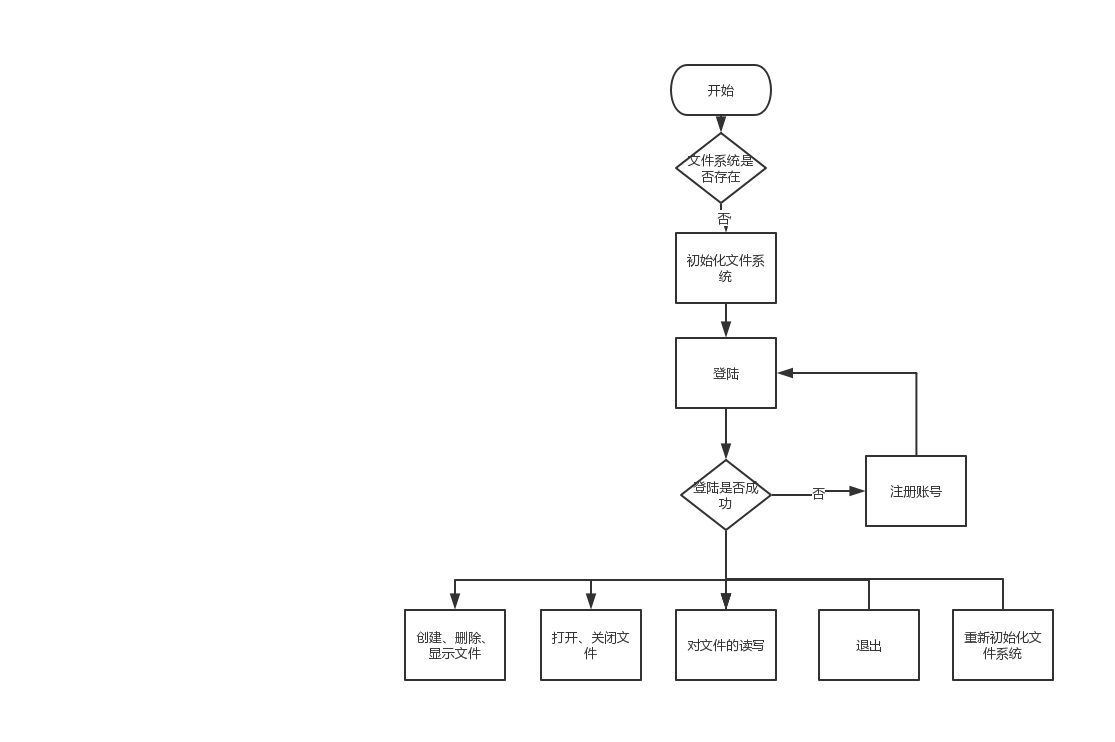 开始
文件系统是
否存在
否
初始化文件系
统
登陆
登陆是否成
功
否
注册账号
创建、删除、
显示文件
打开、关闭文
件
对文件的读写
退出
重新初始化文
件系统